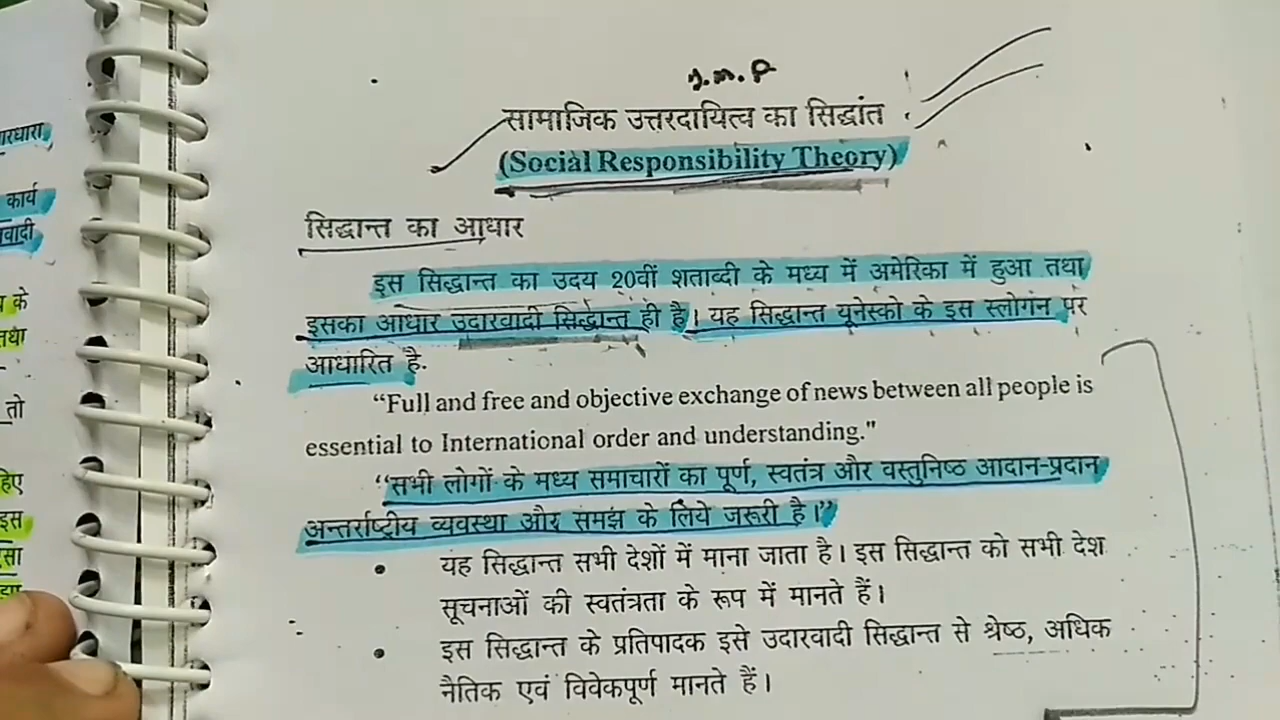 I.m.P
सामाजिक उत्तरदायित्व का सिद्धांत
(Social Responsibility Theory)
सिद्धान्त का आधार
इस सिद्धान्त का उदय 20वीं शताब्दी के मध्य में अमेरिका में हुआ तथा
इसका आधार उदारवादी सिद्धान्त ही है। यह सिद्धान्त यूनेस्को के इस स्लोगन पर
आधारित है.
“Full and free and objective exchange of news between all people is
essential to International order and understanding."
“सभी लोगों के मध्य समाचारों का पूर्ण, स्वतंत्र और वस्तुनिष्ठ आदान-प्रदान
अन्तर्राष्ट्रीय व्यवस्था और समझ के लिये जरूरी है।”
• यह सिद्धान्त सभी देशों में माना जाता है। इस सिद्धान्त को सभी देश
सूचनाओं की स्वतंत्रता के रूप में मानते हैं।
• इस सिद्धान्त के प्रतिपादक इसे उदारवादी सिद्धान्त से श्रेष्ठ, अधिक
नैतिक एवं विवेकपूर्ण मानते हैं।
कार्य
के
तो
इस